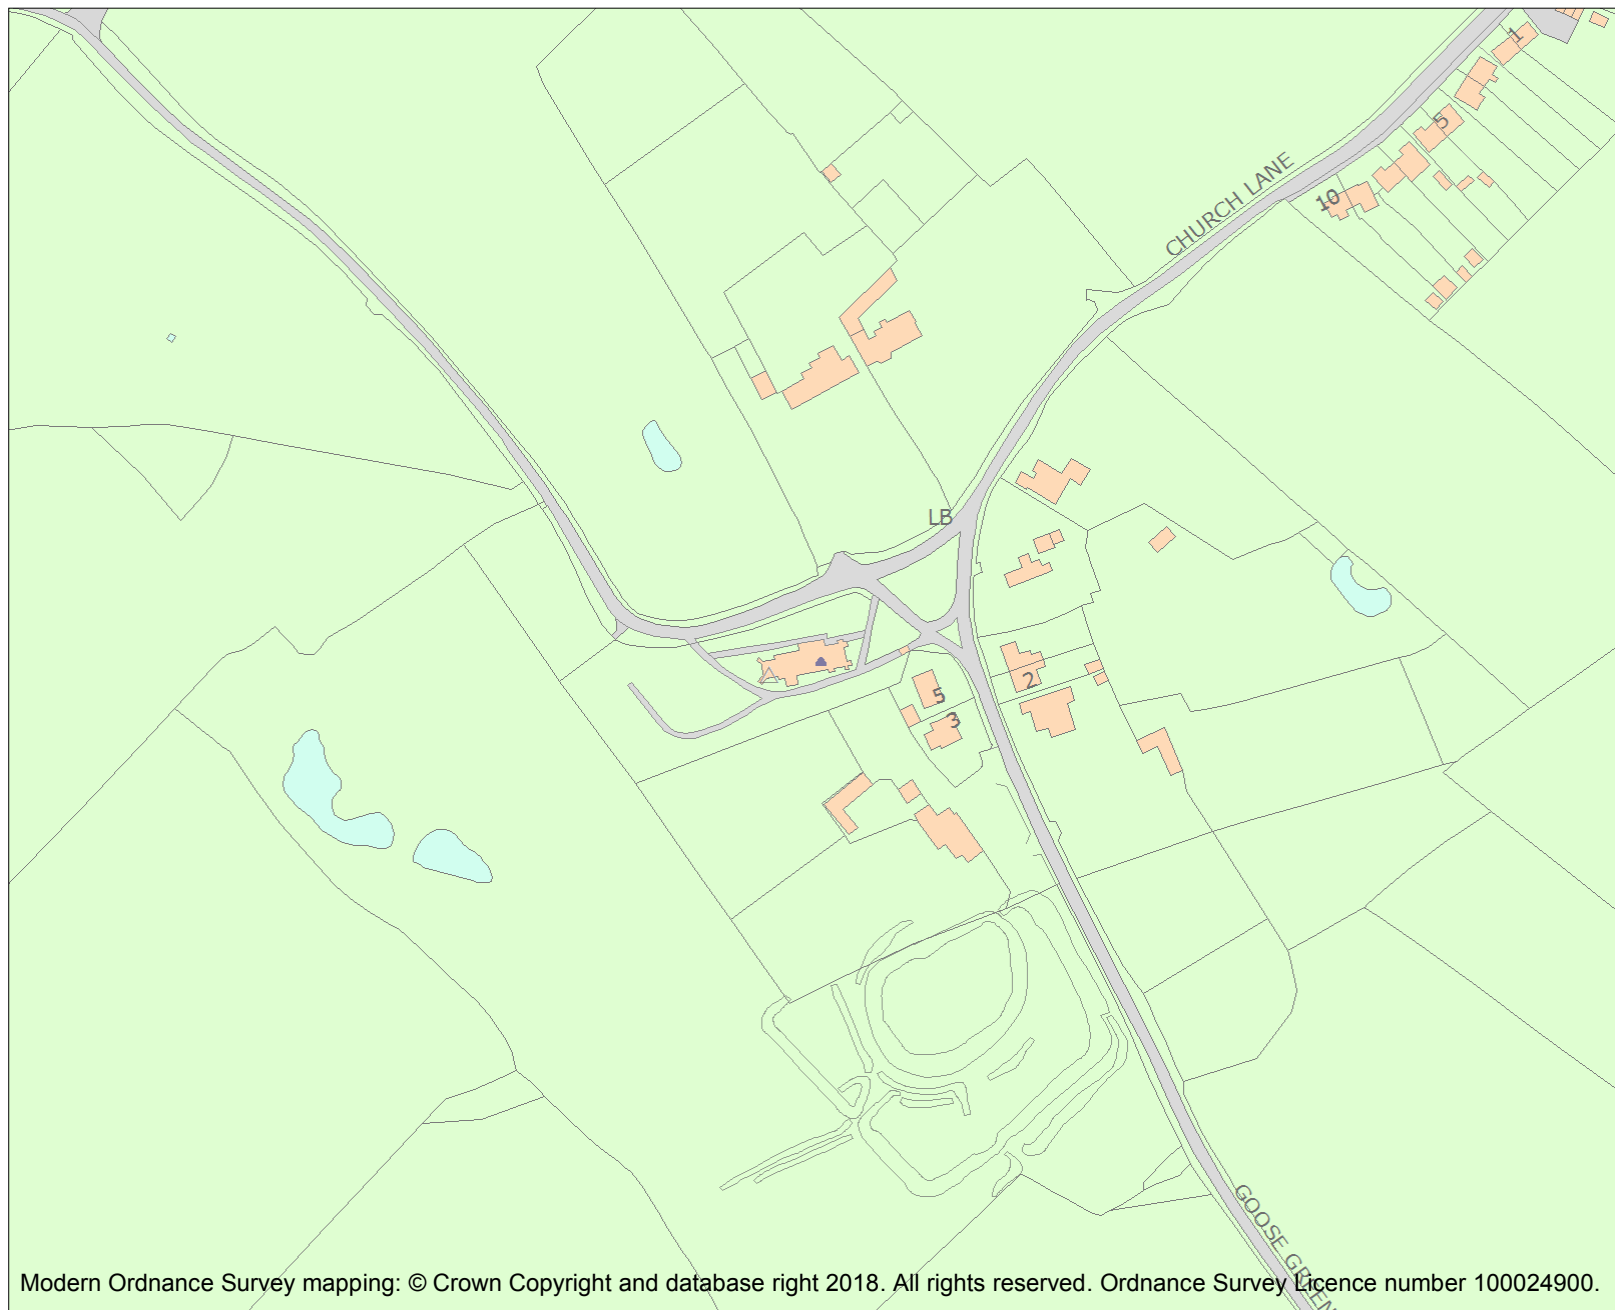 1
5
CHURCH LANE
10
LB
5
2
3
GOOSE GREEN
Modern Ordnance Survey mapping: © Crown Copyright and database right 2018. All rights reserved. Ordnance Survey Licence number 100024900.